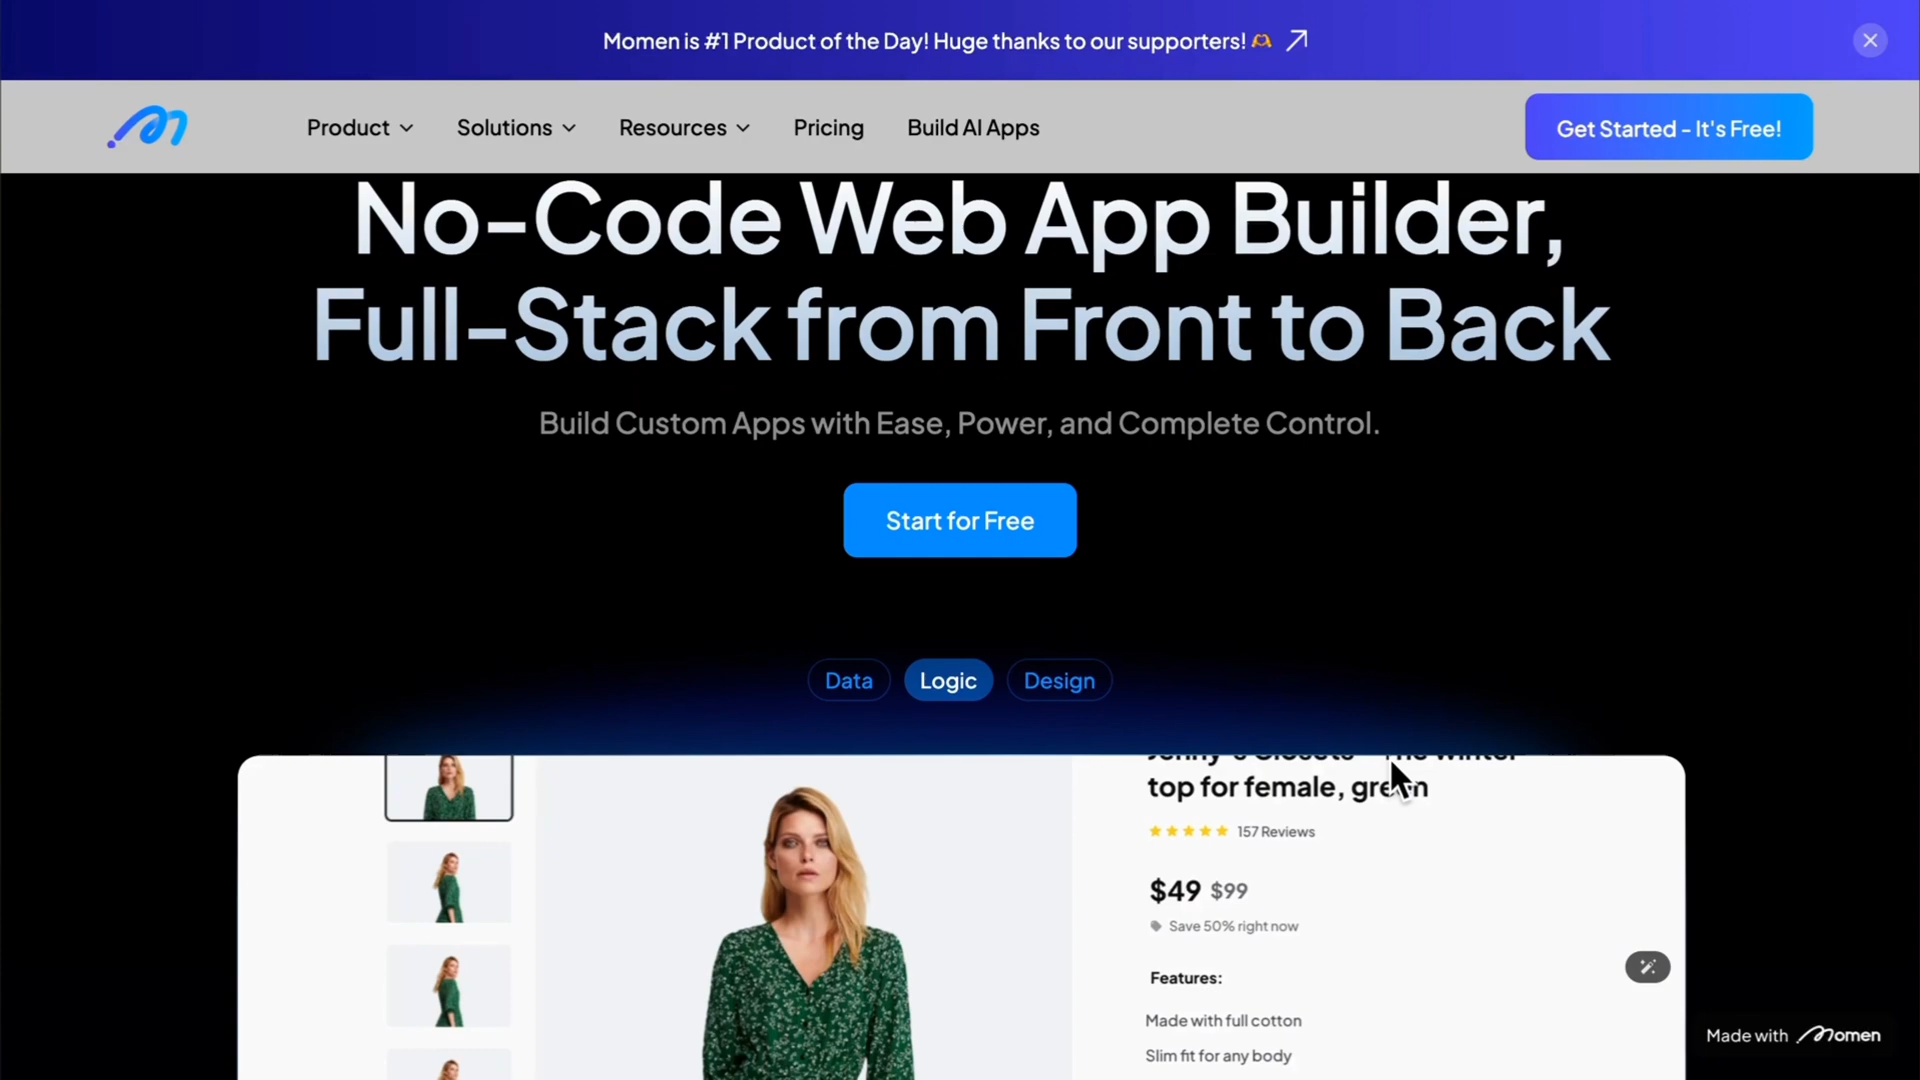 Momen is #1 Product of the Day! Huge thanks to our supporters!
Product
Solutions
Resources
Pricing
Build AI Apps
Get Started - It's Free!
No-Code Web App Builder,
Full-Stack from Front to Back
Build Custom Apps with Ease, Power, and Complete Control.
Start for Free
Data
Logic
Design
top for female, green
157 Reviews
$49 $99
Save 50% right now
Features:
Made with full cotton
Slim fit for any body
Made with Momen